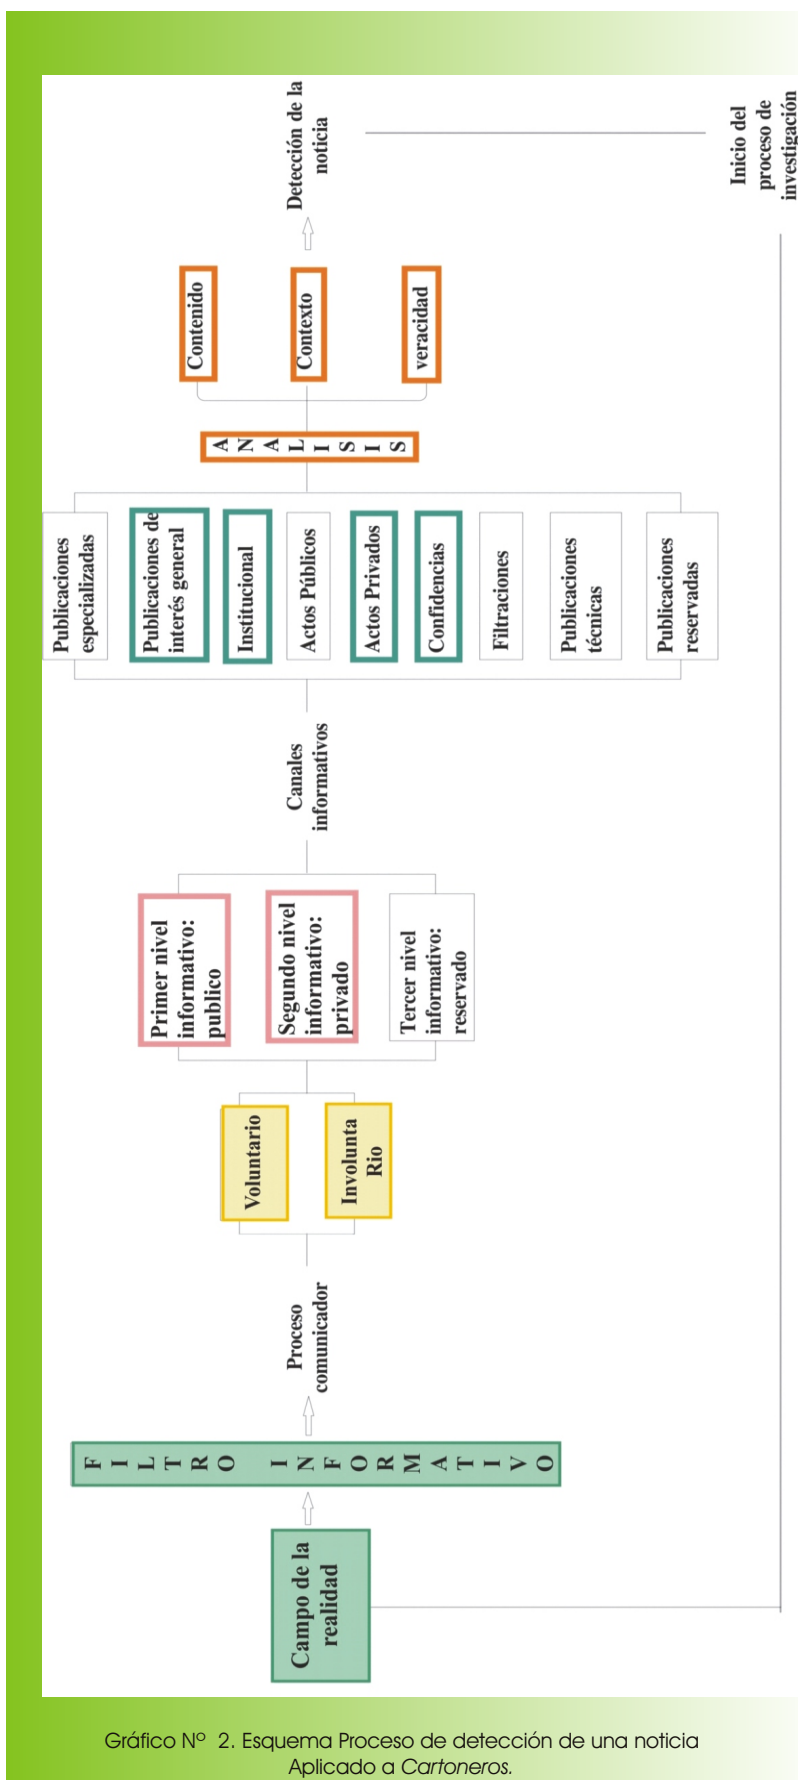 Campo de la
realidad
FILTRO INFORMATIVO
Proceso
comunicador
Voluntario
Involunta
Rio
Primer nivel
informativo:
publico
Segundo nivel
informativo:
privado
Tercer nivel
informativo:
reservado
Canales
informativos
Publicaciones
especializadas
Publicaciones de
interés general
Institucional
Actos Públicos
Actos Privados
Confidencias
Filtraciones
Publicaciones
técnicas
Publicaciones
reservadas
ANALISIS
Contenido
Contexto
veracidad
Detección de la
noticia
Inicio del
proceso de
investigación
Gráfico Nº 2. Esquema Proceso de detección de una noticia
Aplicado a Cartoneros.